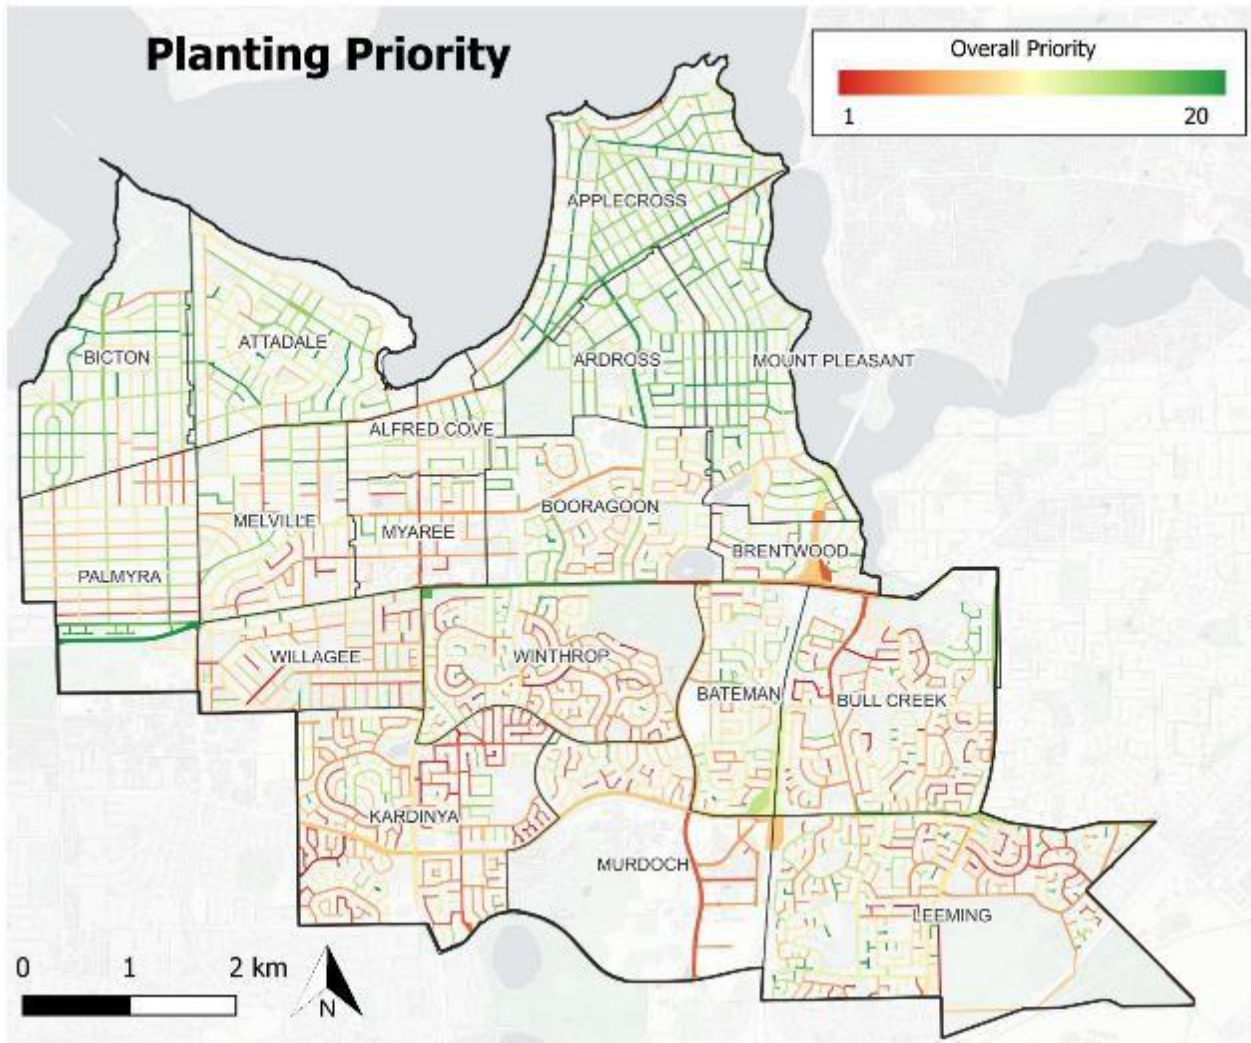 Planting Priority
Overall Priority
1
20
APPLECROSS
BICTON
ATTADALE
ARDROSS
MOUNT PLEASANT
ALFRED COVE
BOORAGOON
MELVILLE
MYAREE
BRENTWOOD
PALMYRA
WILLAGEE
WINTHROP
BATEMAN
BULL CREEK
KARDINYA
MURDOCH
LEEMING
0
1
2 km
N